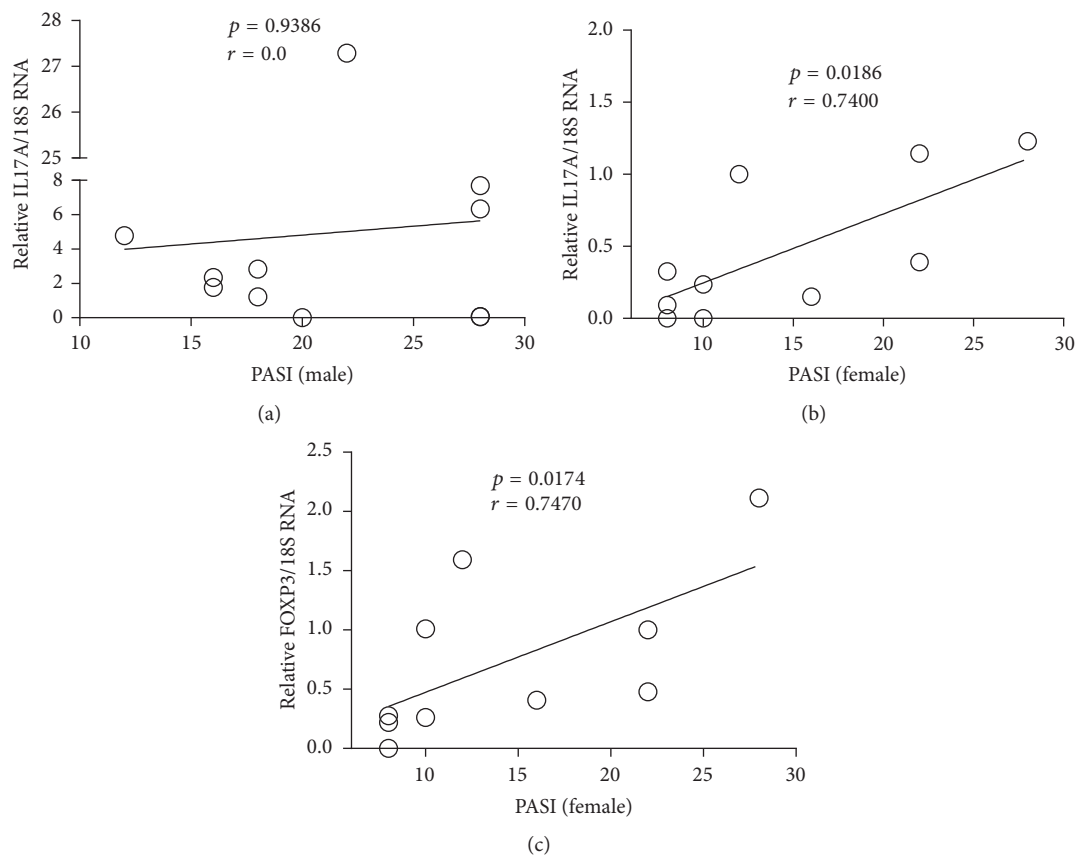 28
27
26
25
8
6
4
2
0
Relative IL17A/18S RNA
p = 0.9386
r = 0.0
10 15 20 25 30
PASI (male)
(a)
2.0
1.5
1.0
0.5
0.0
Relative IL17A/18S RNA
p = 0.0186
r = 0.7400
10 15 20 25 30
PASI (female)
(b)
2.5
2.0
1.5
1.0
0.5
0.0
Relative FOXP3/18S RNA
p = 0.0174
r = 0.7470
10 15 20 25 30
PASI (female)
(c)